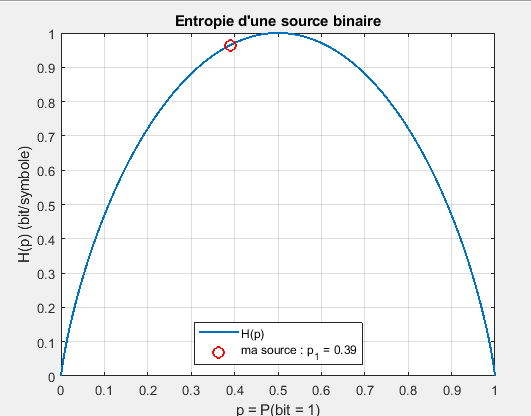 Entropie d'une source binaire
H(p) (bit/symbole)
1
0.9
0.8
0.7
0.6
0.5
0.4
0.3
0.2
0.1
0
H(p)
ma source : p₁ = 0.39
0 0.1 0.2 0.3 0.4 0.5 0.6 0.7 0.8 0.9 1
p = P(bit = 1)